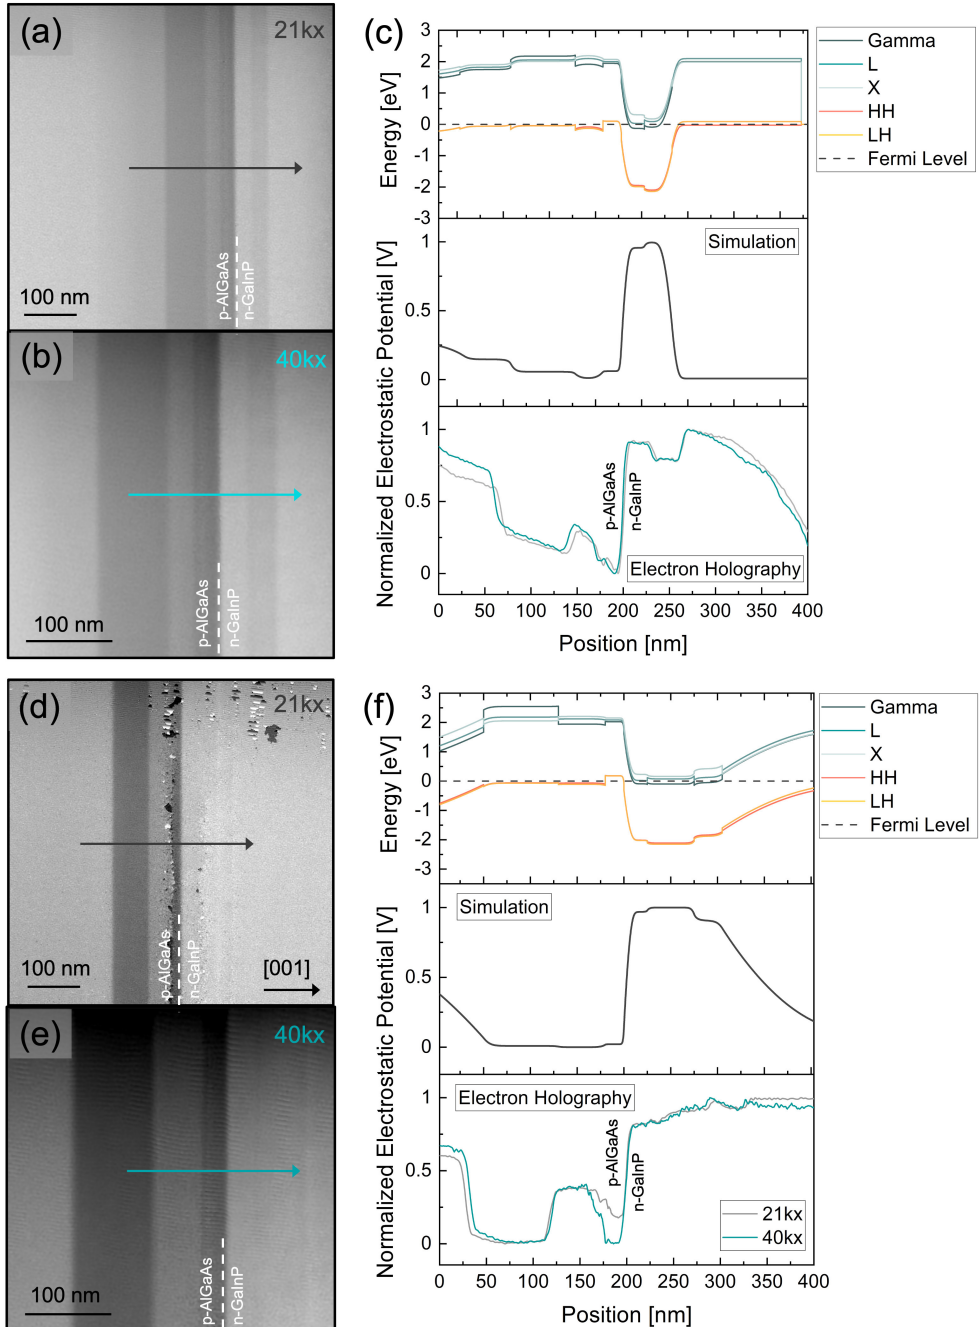 (a)
21kx
p-AlGaAs
n-GaInP
100 nm
(b)
40kx
p-AlGaAs
n-GaInP
100 nm
(c)
3
2
1
0
-1
-2
-3
Energy [eV]
Gamma
L
X
HH
LH
Fermi Level
Simulation
1
0.5
0
Normalized Electrostatic Potential [V]
1
0.5
0
p-AlGaAs
n-GaInP
Electron Holography
0 50 100 150 200 250 300 350 400
Position [nm]
(d)
21kx
p-AlGaAs
n-GaInP
100 nm
[001]
(e)
40kx
p-AlGaAs
n-GaInP
100 nm
(f)
3
2
1
0
-1
-2
-3
Energy [eV]
Gamma
L
X
HH
LH
Fermi Level
Simulation
1
0.5
0
Normalized Electrostatic Potential [V]
Electron Holography
1
0.5
0
p-AlGaAs
n-GaInP
21kx
40kx
0 50 100 150 200 250 300 350 400
Position [nm]